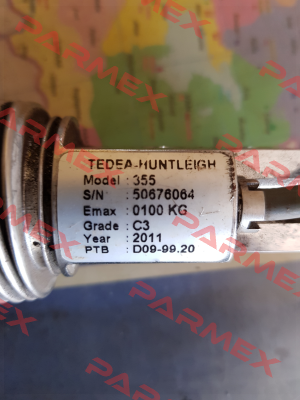 TEDEA-HUNTLEIGH
Model : 355
S/N : 50676064
Emax : 0100 KG
Grade : C3
Year : 2011
PTB : D09-99.20
PARMEX
PARMEX
PARMEX
PARMEX